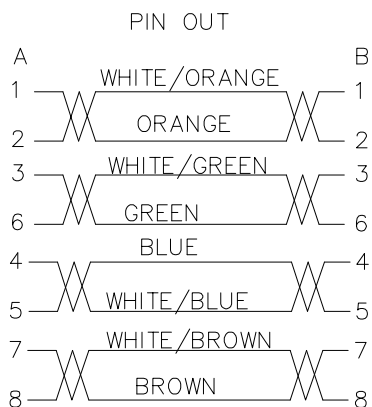 PIN OUT
A B
1 WHITE/ORANGE 1
2 ORANGE 2
3 WHITE/GREEN 3
6 GREEN 6
4 BLUE 4
5 WHITE/BLUE 5
7 WHITE/BROWN 7
8 BROWN 8